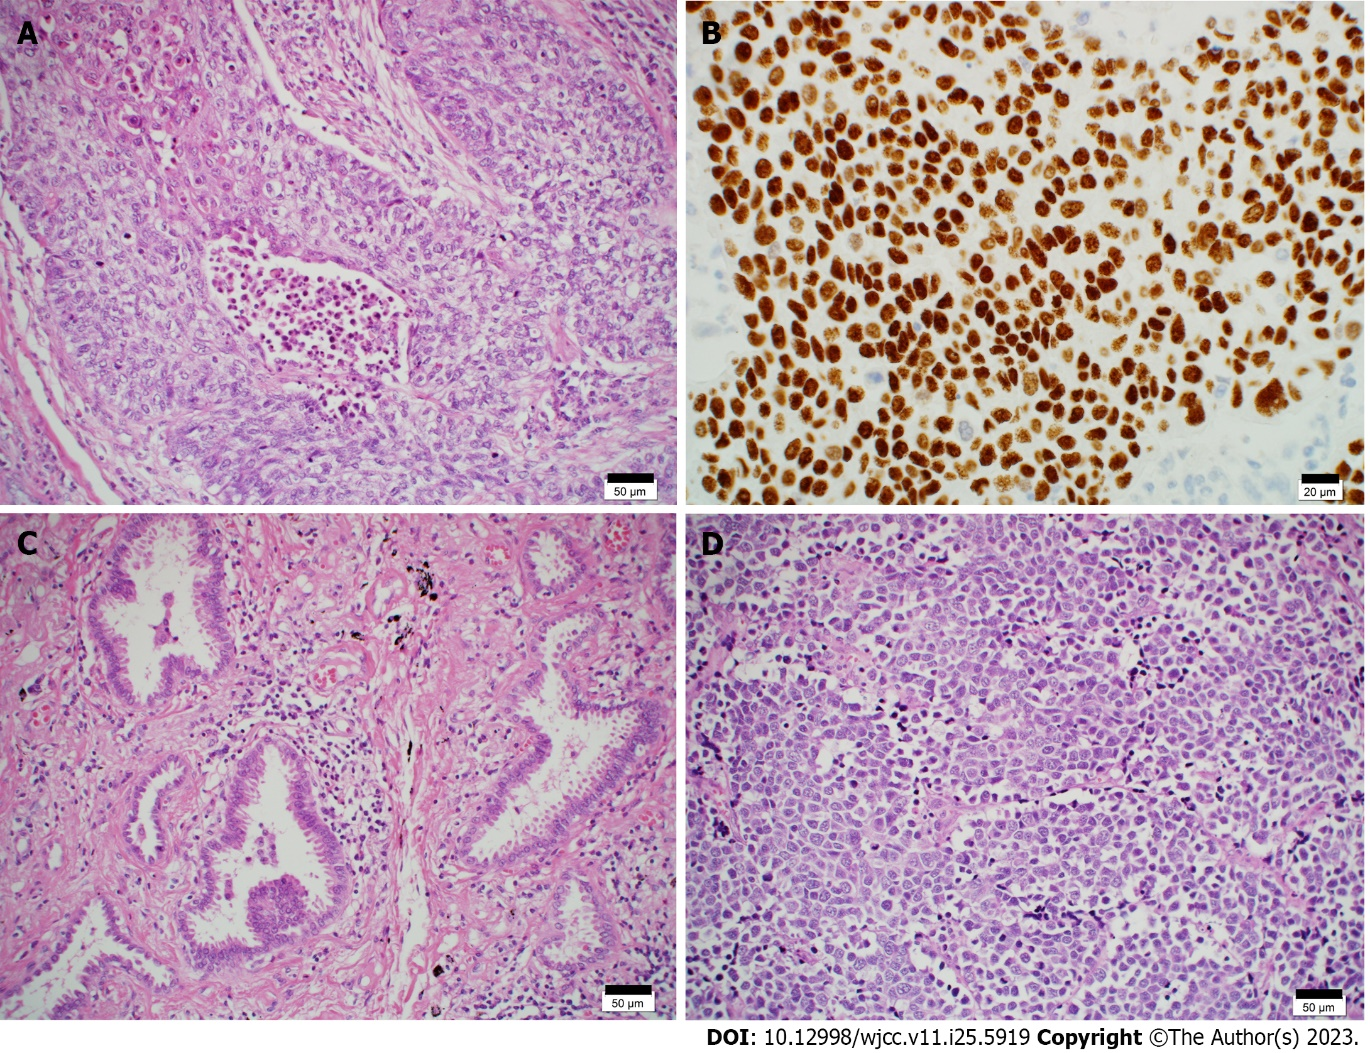 A
B
50 µm
20 µm
C
D
50 µm
50 µm
DOI: 10.12998/wjcc.v11.i25.5919 Copyright ©The Author(s) 2023.